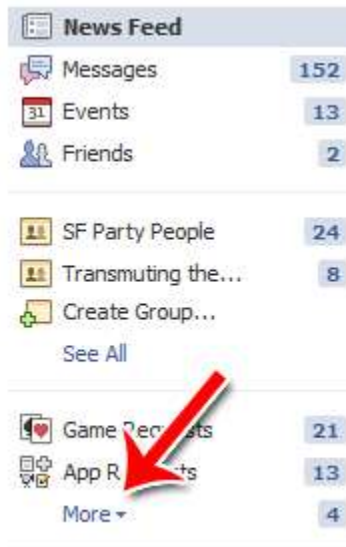 News Feed
Messages 152
31 Events 13
Friends 2
SF Party People 24
Transmuting the... 8
Create Group...
See All
Game 21
App 13
More 4